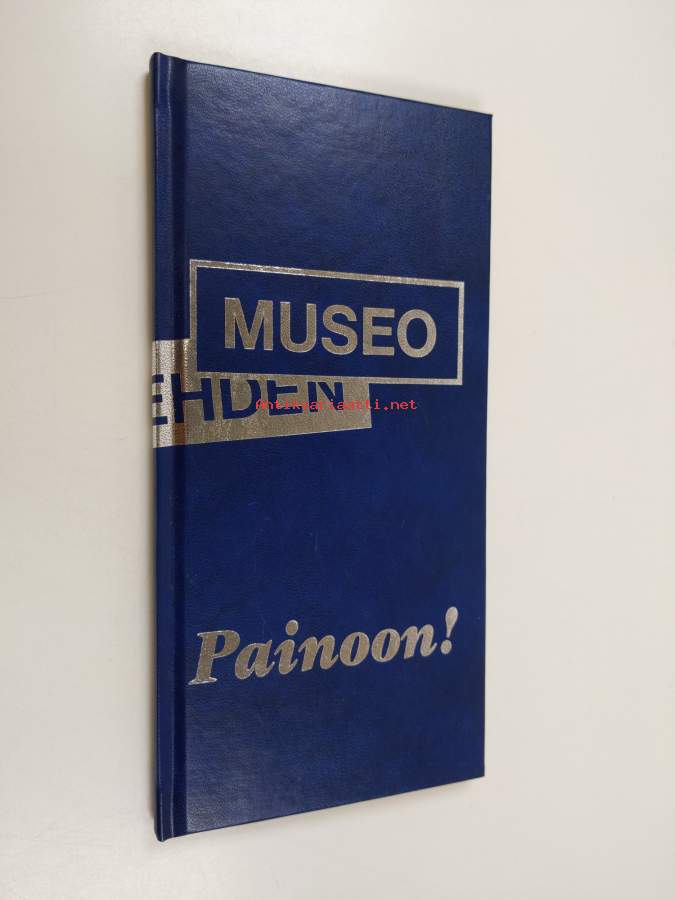 MUSEO
EHDEN
Antikvariaatti.net
Painoon!